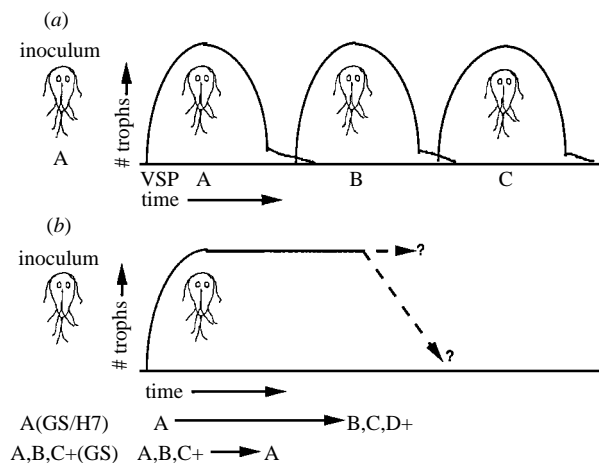 (a)
inoculum
A
# trophs
VSP A B C
time
(b)
inoculum
# trophs
?
?
time
A(GS/H7) A B,C,D+
A,B,C+(GS) A,B,C+ A